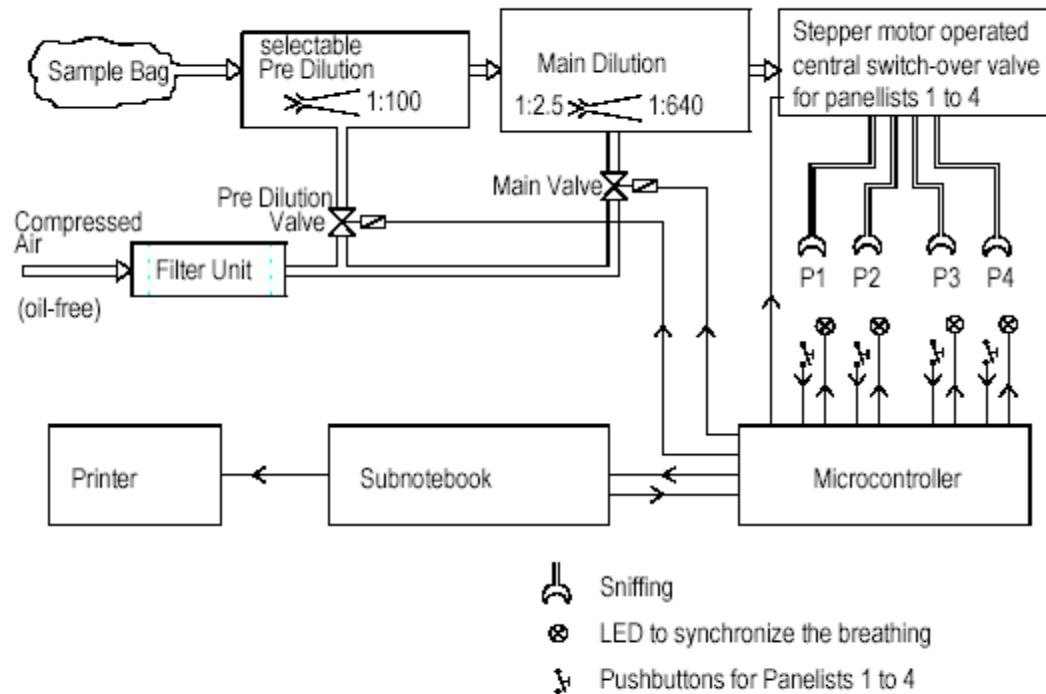 Sample Bag
selectable
Pre Dilution
1:100
Main Dilution
1:2.5
1:640
Stepper motor operated
central switch-over valve
for panellists 1 to 4
Pre Dilution
Valve
Main Valve
Compressed
Air
(oil-free)
Filter Unit
P1 P2 P3 P4
Printer
Subnotebook
Microcontroller
Sniffing
LED to synchronize the breathing
Pushbuttons for Panelists 1 to 4